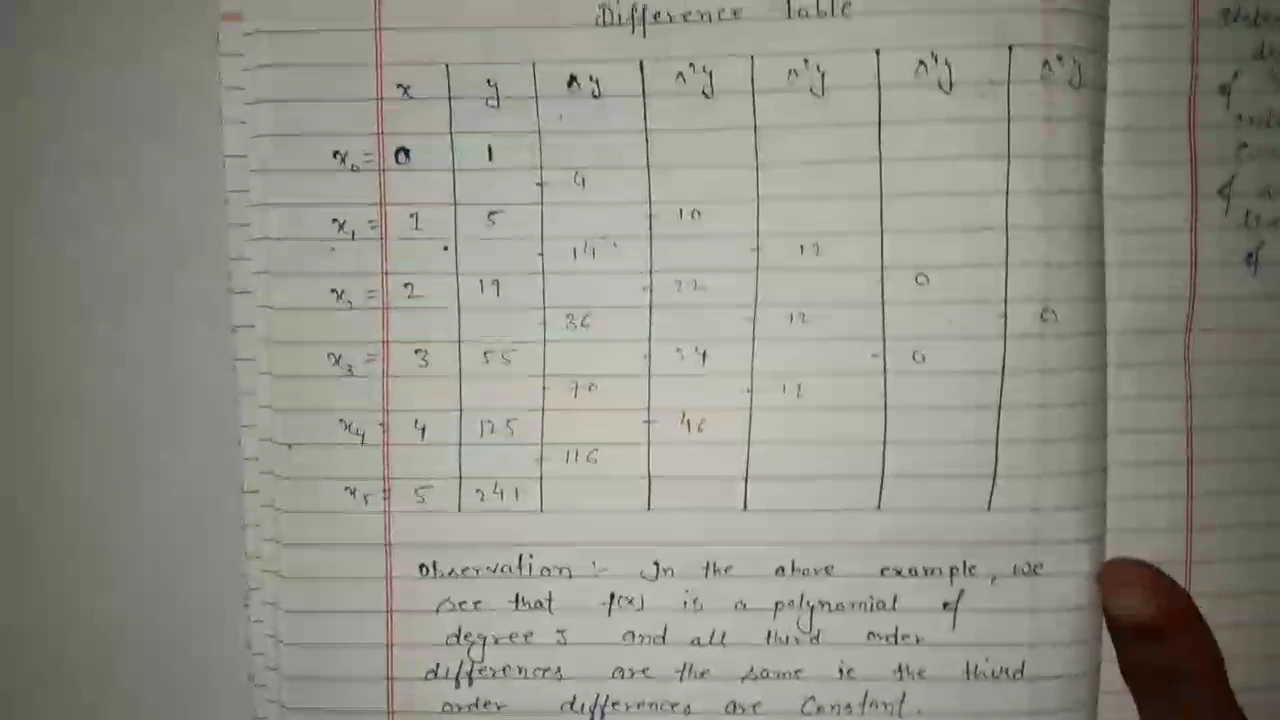 Difference Table
x y Δy Δ²y Δ³y Δ⁴y Δ⁵y
x₀ = 0 1
4
x₁ = 1 5 10
14 12
x₂ = 2 19 22 0
36 12 0
x₃ = 3 55 34 0
70 12
x₄ 4 125 46
116
x₅ = 5 241
Observation :- In the above example, we
see that f(x) is a polynomial of
degree 3 and all third order
differences are the same ie the third
order differences are constant.
of
of
of